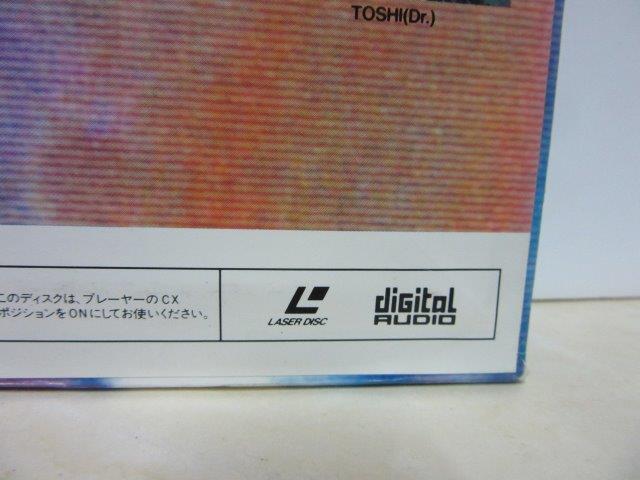 TOSHI(Dr.)
このディスクは、プレーヤーのCX
ポジションをONにしてお使いください。
LASER DISC
digital
AUDIO